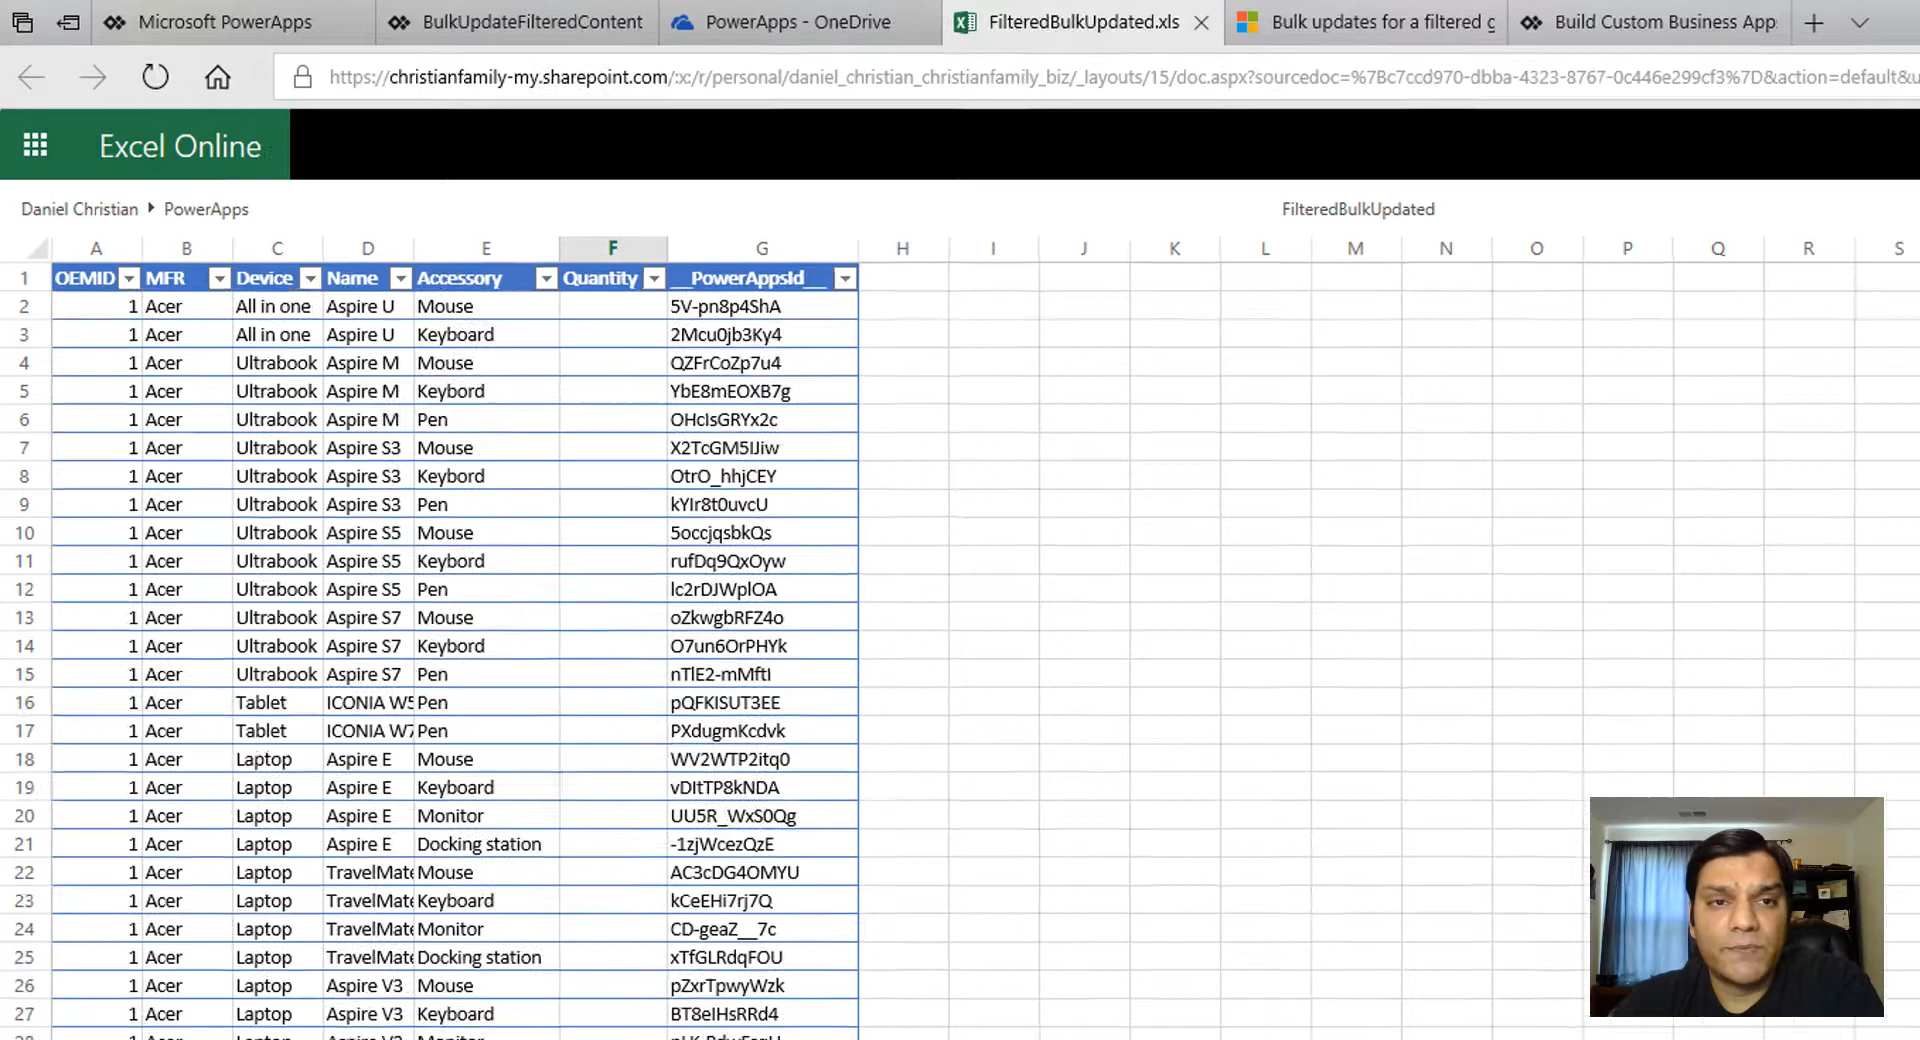 Microsoft PowerApps
BulkUpdateFilteredContent
PowerApps - OneDrive
FilteredBulkUpdated.xls
Bulk updates for a filtered g
Build Custom Business App
https://christianfamily-my.sharepoint.com/:x:/r/personal/daniel_christian_christianfamily_biz/_layouts/15/doc.aspx?sourcedoc=%7Bc7ccd970-dbba-4323-8767-0c446e299cf3%7D&action=default&u
Excel Online
Daniel Christian PowerApps
FilteredBulkUpdated
A B C D E F G H I J K L M N O P Q R S
1 OEMID MFR Device Name Accessory Quantity __PowerAppsId__
2 1 Acer All in one Aspire U Mouse 5V-pn8p4ShA
3 1 Acer All in one Aspire U Keyboard 2Mcu0jb3Ky4
4 1 Acer Ultrabook Aspire M Mouse QZFrCoZp7u4
5 1 Acer Ultrabook Aspire M Keybord YbE8mEOXB7g
6 1 Acer Ultrabook Aspire M Pen OHcIsGRYx2c
7 1 Acer Ultrabook Aspire S3 Mouse X2TcGM5IJiw
8 1 Acer Ultrabook Aspire S3 Keybord OtrO_hhjCEY
9 1 Acer Ultrabook Aspire S3 Pen kYIr8t0uvcU
10 1 Acer Ultrabook Aspire S5 Mouse 5occjqsbkQs
11 1 Acer Ultrabook Aspire S5 Keybord rufDq9QxOyw
12 1 Acer Ultrabook Aspire S5 Pen lc2rDJWplOA
13 1 Acer Ultrabook Aspire S7 Mouse oZkwgbRFZ4o
14 1 Acer Ultrabook Aspire S7 Keybord O7un6OrPHYk
15 1 Acer Ultrabook Aspire S7 Pen nTlE2-mMftI
16 1 Acer Tablet ICONIA W5 Pen pQFKISUT3EE
17 1 Acer Tablet ICONIA W7 Pen PXdugmKcdvk
18 1 Acer Laptop Aspire E Mouse WV2WTP2itq0
19 1 Acer Laptop Aspire E Keyboard vDItTP8kNDA
20 1 Acer Laptop Aspire E Monitor UU5R_WxS0Qg
21 1 Acer Laptop Aspire E Docking station -1zjWcezQzE
22 1 Acer Laptop TravelMate Mouse AC3cDG4OMYU
23 1 Acer Laptop TravelMate Keyboard kCeEHi7rj7Q
24 1 Acer Laptop TravelMate Monitor CD-geaZ__7c
25 1 Acer Laptop TravelMate Docking station xTfGLRdqFOU
26 1 Acer Laptop Aspire V3 Mouse pZxrTpwyWzk
27 1 Acer Laptop Aspire V3 Keyboard BT8eIHsRRd4